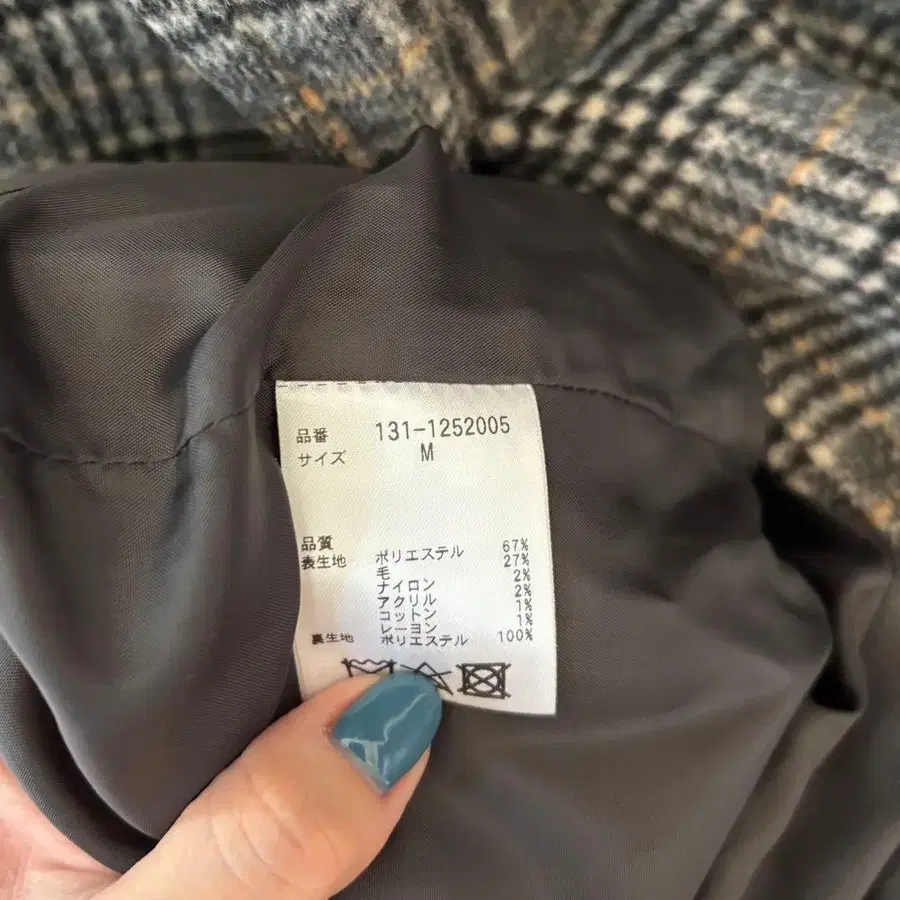 品番 131-1252005
サイズ M
品質
表生地 ポリエステル 67%
毛 27%
ナイロン 2%
アクリル 2%
コットン 1%
レーヨン 1%
裏生地 ポリエステル 100%